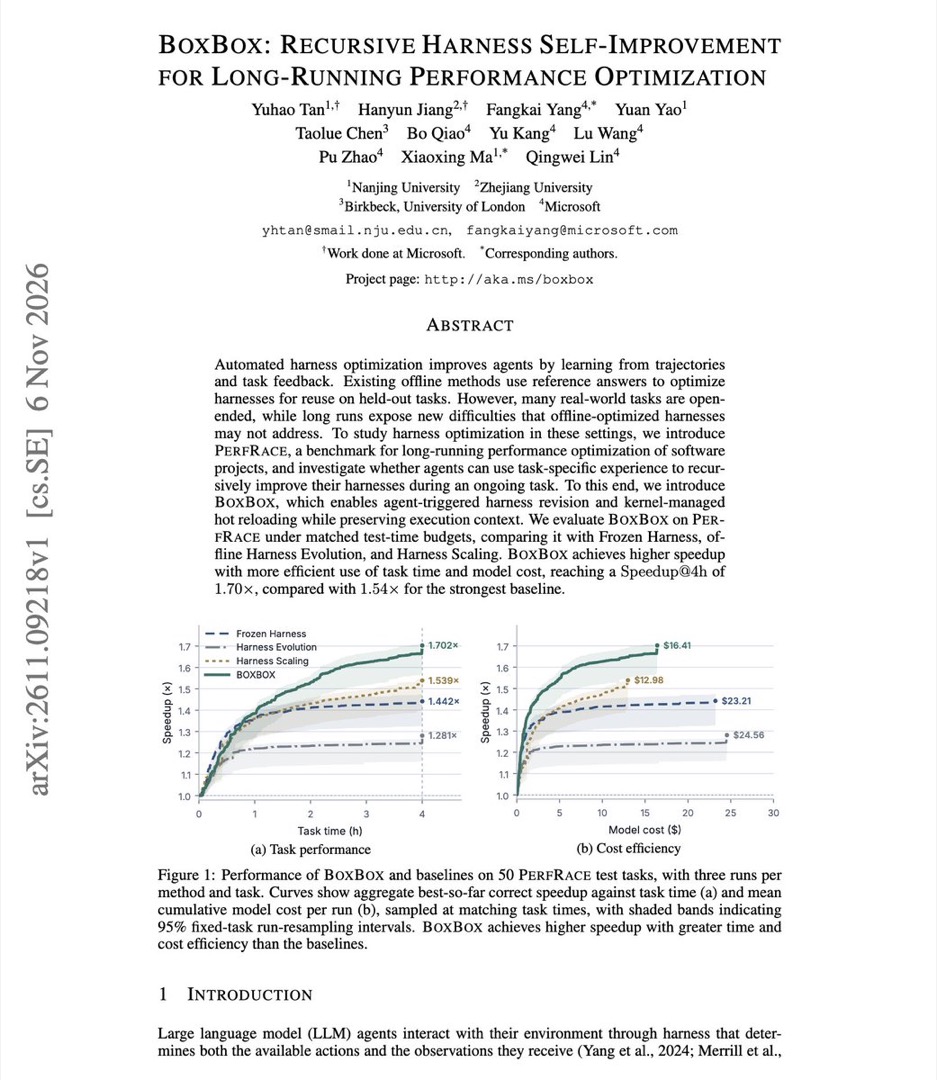 BOXBOX: RECURSIVE HARNESS SELF-IMPROVEMENT
FOR LONG-RUNNING PERFORMANCE OPTIMIZATION
Yuhao Tan1,† Hanyun Jiang2,† Fangkai Yang4,* Yuan Yao1
Taolue Chen3 Bo Qiao4 Yu Kang4 Lu Wang4
Pu Zhao4 Xiaoxing Ma1,* Qingwei Lin4
1Nanjing University 2Zhejiang University
3Birkbeck, University of London 4Microsoft
yhtan@smail.nju.edu.cn, fangkaiyang@microsoft.com
†Work done at Microsoft. *Corresponding authors.
Project page: http://aka.ms/boxbox
arXiv:2611.09218v1 [cs.SE] 6 Nov 2026
ABSTRACT
Automated harness optimization improves agents by learning from trajectories
and task feedback. Existing offline methods use reference answers to optimize
harnesses for reuse on held-out tasks. However, many real-world tasks are open-
ended, while long runs expose new difficulties that offline-optimized harnesses
may not address. To study harness optimization in these settings, we introduce
PERFRACE, a benchmark for long-running performance optimization of software
projects, and investigate whether agents can use task-specific experience to recur-
sively improve their harnesses during an ongoing task. To this end, we introduce
BOXBOX, which enables agent-triggered harness revision and kernel-managed
hot reloading while preserving execution context. We evaluate BOXBOX on PER-
FRACE under matched test-time budgets, comparing it with Frozen Harness, of-
fline Harness Evolution, and Harness Scaling. BOXBOX achieves higher speedup
with more efficient use of task time and model cost, reaching a Speedup@4h of
1.70×, compared with 1.54× for the strongest baseline.
Frozen Harness
Harness Evolution
Harness Scaling
BOXBOX
1.7
1.6
1.5
1.4
1.3
1.2
1.1
1.0
Speedup (×)
1.702×
1.539×
1.442×
1.281×
0 1 2 3 4
Task time (h)
(a) Task performance
1.7
1.6
1.5
1.4
1.3
1.2
1.1
1.0
Speedup (×)
$16.41
$12.98
$23.21
$24.56
0 5 10 15 20 25 30
Model cost ($)
(b) Cost efficiency
Figure 1: Performance of BOXBOX and baselines on 50 PERFRACE test tasks, with three runs per
method and task. Curves show aggregate best-so-far correct speedup against task time (a) and mean
cumulative model cost per run (b), sampled at matching task times, with shaded bands indicating
95% fixed-task run-resampling intervals. BOXBOX achieves higher speedup with greater time and
cost efficiency than the baselines.
1 INTRODUCTION
Large language model (LLM) agents interact with their environment through harness that deter-
mines both the available actions and the observations they receive (Yang et al., 2024; Merrill et al.,